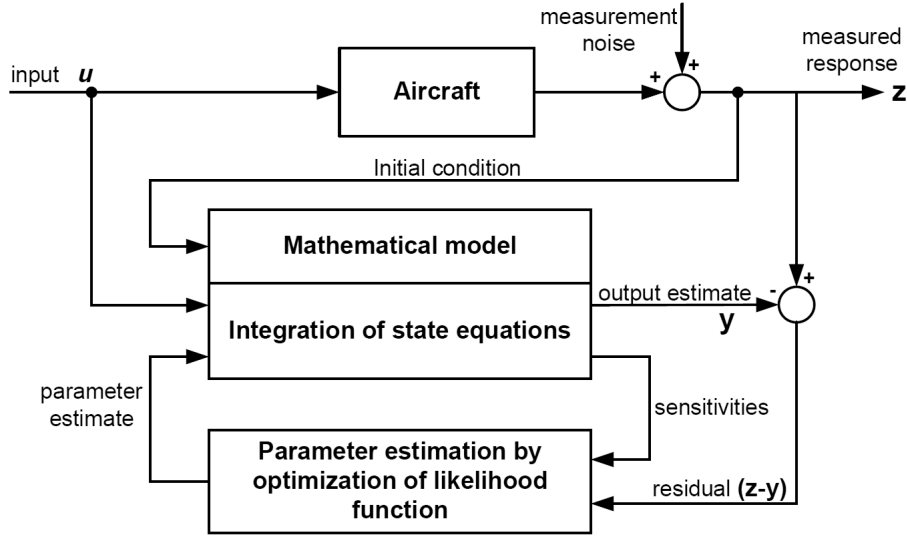 measurement
noise
measured
response
input u
Aircraft
+
+
z
Initial condition
Mathematical model
+
-
output estimate
y
Integration of state equations
parameter
estimate
sensitivities
Parameter estimation by
optimization of likelihood
function
residual (z-y)